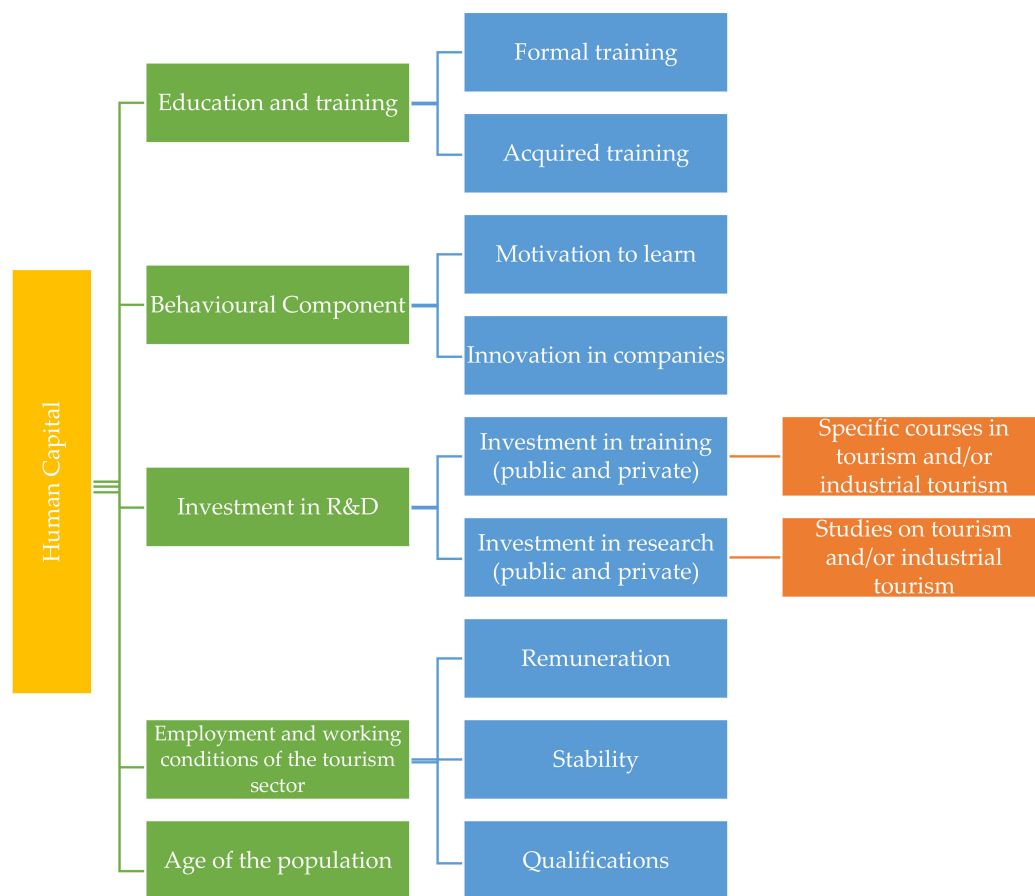 Human Capital
Education and training
Formal training
Acquired training
Behavioural Component
Motivation to learn
Innovation in companies
Investment in R&D
Investment in training
(public and private)
Specific courses in
tourism and/or
industrial tourism
Investment in research
(public and private)
Studies on tourism
and/or industrial
tourism
Employment and working
conditions of the tourism
sector
Remuneration
Stability
Qualifications
Age of the population